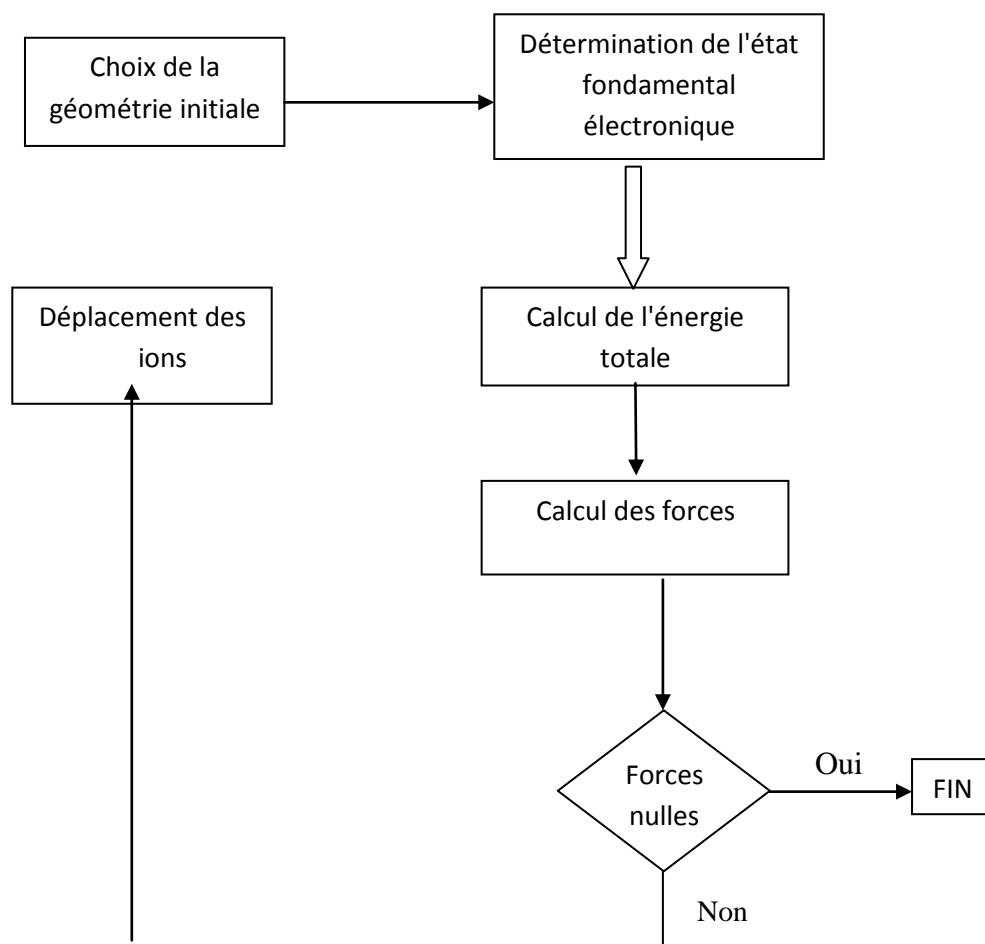 Choix de la
géométrie initiale
Détermination de l'état
fondamental
électronique
Déplacement des
ions
Calcul de l'énergie
totale
Calcul des forces
Forces
nulles
Oui
FIN
Non